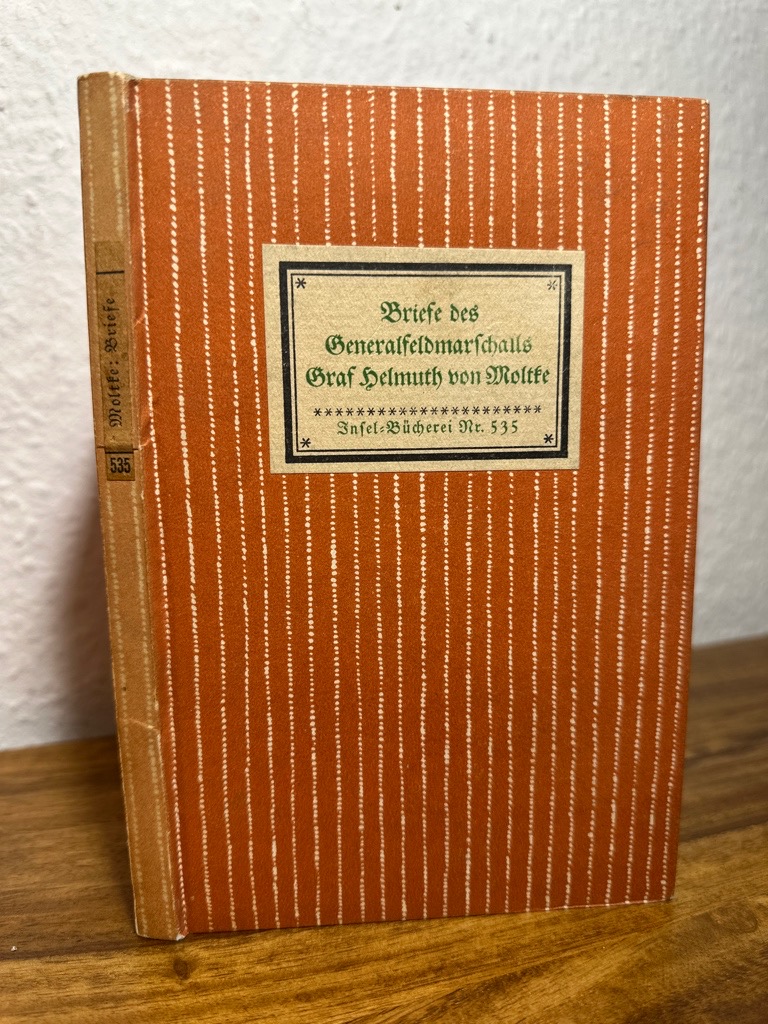 Briefe des
Generalfeldmarſchalls
Graf Helmuth von Moltke
*********************
Inſel-Bücherei Nr. 535
Moltke: Briefe
535